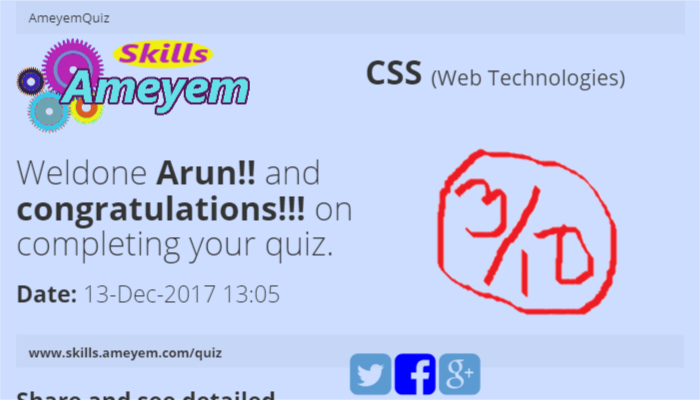 AmeyemQuiz
Skills
Ameyem
CSS (Web Technologies)
Weldone Arun!! and
congratulations!!! on
completing your quiz.
3/10
Date: 13-Dec-2017 13:05
www.skills.ameyem.com/quiz
f
g+
Share and see detailed